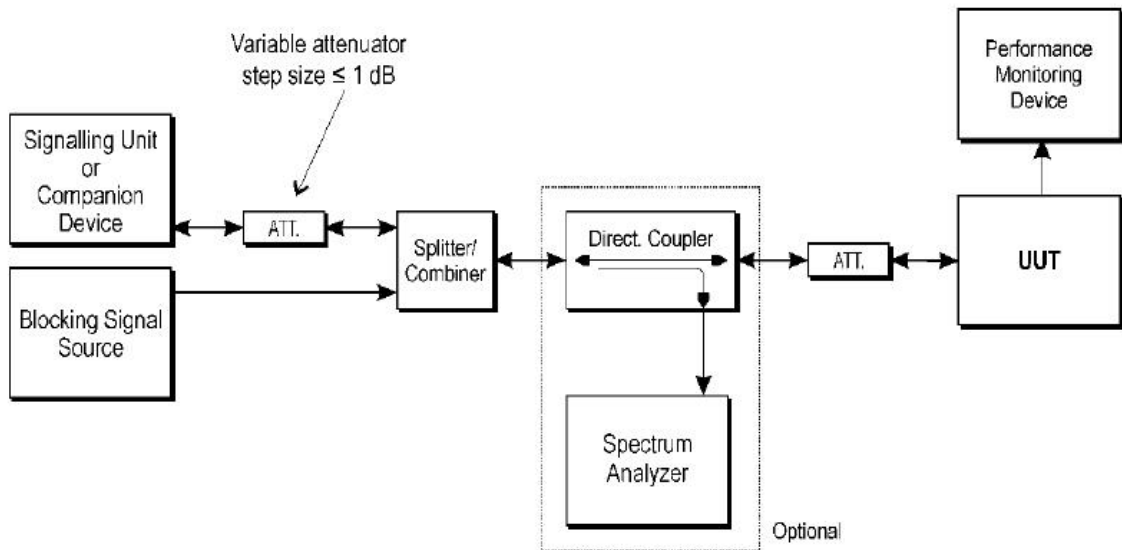 Variable attenuator
step size ≤ 1 dB
Performance
Monitoring
Device
Signalling Unit
or
Companion
Device
ATT.
Splitter/
Combiner
Direct. Coupler
ATT.
UUT
Blocking Signal
Source
Spectrum
Analyzer
Optional